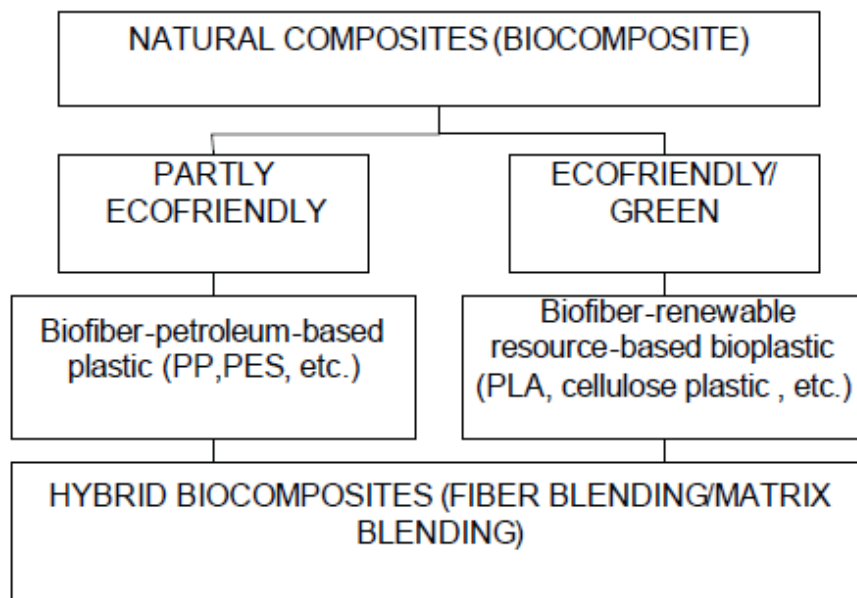 NATURAL COMPOSITES (BIOCOMPOSITE)
PARTLY
ECOFRIENDLY
ECOFRIENDLY/
GREEN
Biofiber-petroleum-based
plastic (PP,PES, etc.)
Biofiber-renewable
resource-based bioplastic
(PLA, cellulose plastic , etc.)
HYBRID BIOCOMPOSITES (FIBER BLENDING/MATRIX
BLENDING)